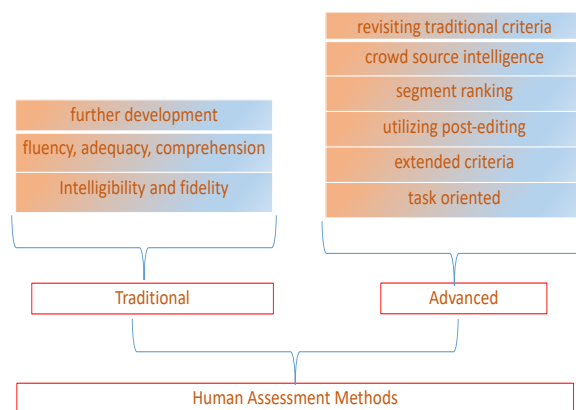 revisiting traditional criteria
crowd source intelligence
segment ranking
utilizing post-editing
extended criteria
task oriented
further development
fluency, adequacy, comprehension
Intelligibility and fidelity
Traditional
Advanced
Human Assessment Methods